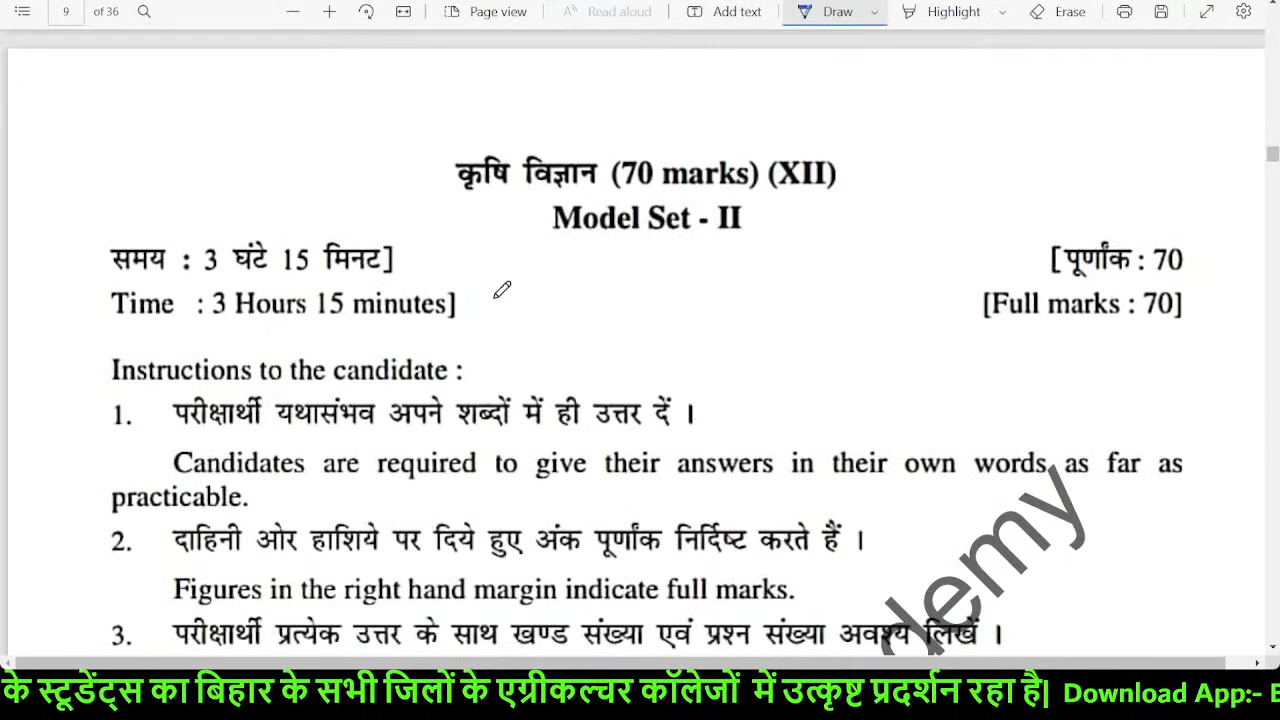 9 of 36 Page view Read aloud Add text Draw Highlight Erase
कृषि विज्ञान (70 marks) (XII)
Model Set - II
समय : 3 घंटे 15 मिनट] [पूर्णांक : 70
Time : 3 Hours 15 minutes] [Full marks : 70]
Instructions to the candidate :
1. परीक्षार्थी यथासंभव अपने शब्दों में ही उत्तर दें ।
Candidates are required to give their answers in their own words as far as
practicable.
2. दाहिनी ओर हाशिये पर दिये हुए अंक पूर्णांक निर्दिष्ट करते हैं ।
Figures in the right hand margin indicate full marks.
3. परीक्षार्थी प्रत्येक उत्तर के साथ खण्ड संख्या एवं प्रश्न संख्या अवश्य लिखें ।
demy
के स्टूडेंट्स का बिहार के सभी जिलों के एग्रीकल्चर कॉलेजों में उत्कृष्ट प्रदर्शन रहा है| Download App:-